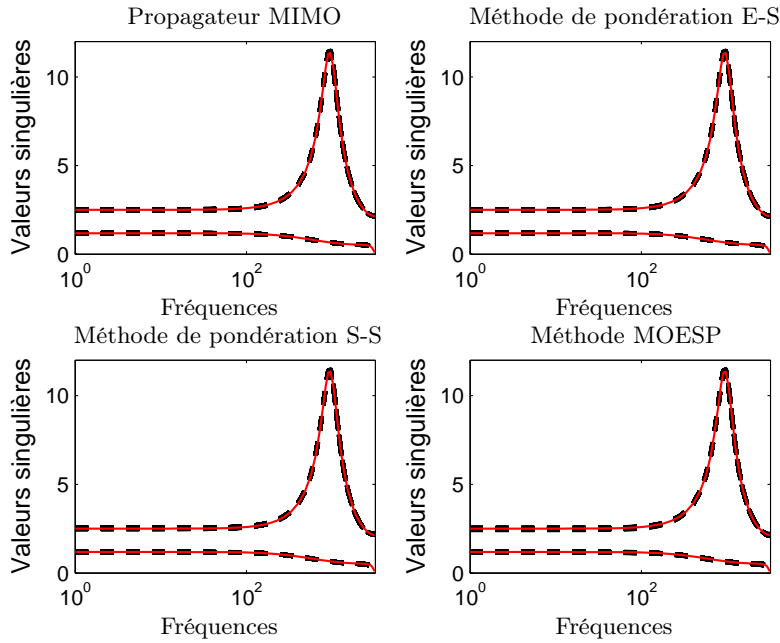 Propagateur MIMO
Valeurs singulières
10
5
0
10^0
10^2
Fréquences
Méthode de pondération E-S
Valeurs singulières
10
5
0
10^0
10^2
Fréquences
Méthode de pondération S-S
Valeurs singulières
10
5
0
10^0
10^2
Fréquences
Méthode MOESP
Valeurs singulières
10
5
0
10^0
10^2
Fréquences